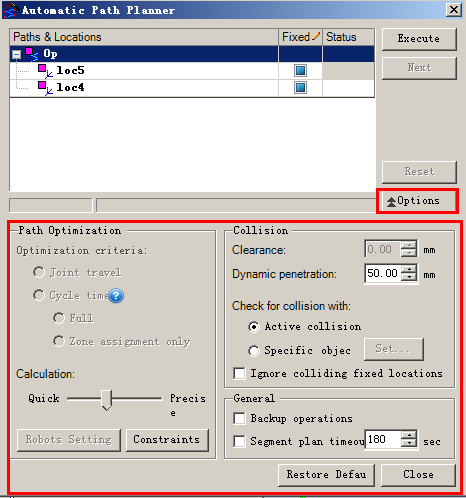 Automatic Path Planner
Paths & Locations Fixed Status
Op
loc5
loc4
Execute
Next
Reset
Options
Path Optimization
Optimization criteria:
Joint travel
Cycle time
Full
Zone assignment only
Calculation:
Quick Precis
e
Robots Setting Constraints
Collision
Clearance: 0.00 mm
Dynamic penetration: 50.00 mm
Check for collision with:
Active collision
Specific objec Set...
Ignore colliding fixed locations
General
Backup operations
Segment plan timeou 180 sec
Restore Defau Close